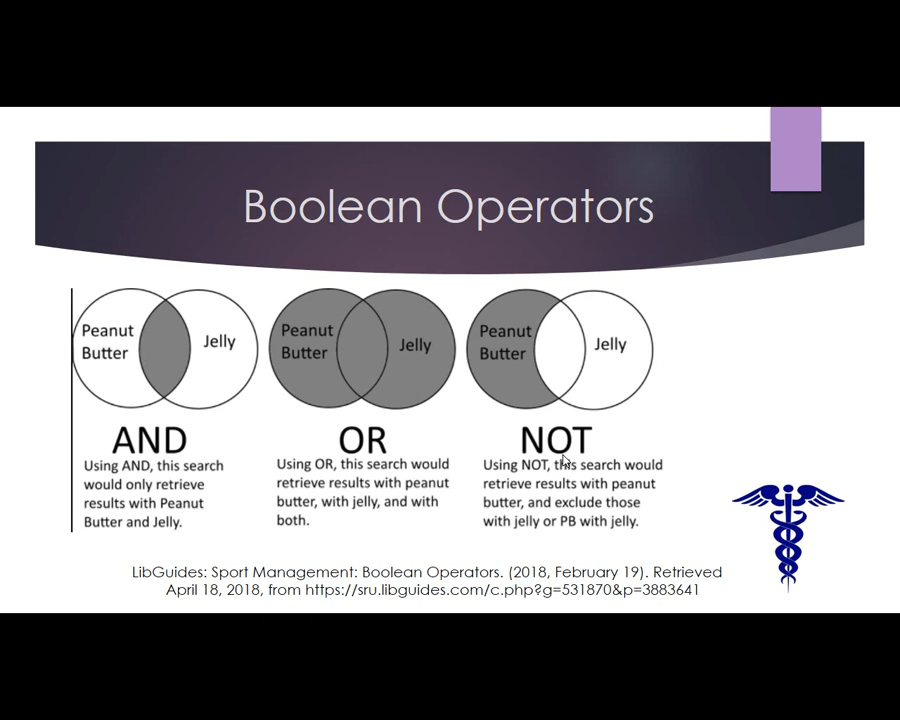 Boolean Operators
Peanut
Butter
Jelly
Peanut
Butter
Jelly
Peanut
Butter
Jelly
AND
Using AND, this search
would only retrieve
results with Peanut
Butter and Jelly.
OR
Using OR, this search would
retrieve results with peanut
butter, with jelly, and with
both.
NOT
Using NOT, this search would
retrieve results with peanut
butter, and exclude those
with jelly or PB with jelly.
LibGuides: Sport Management: Boolean Operators. (2018, February 19). Retrieved
April 18, 2018, from https://sru.libguides.com/c.php?g=531870&p=3883641